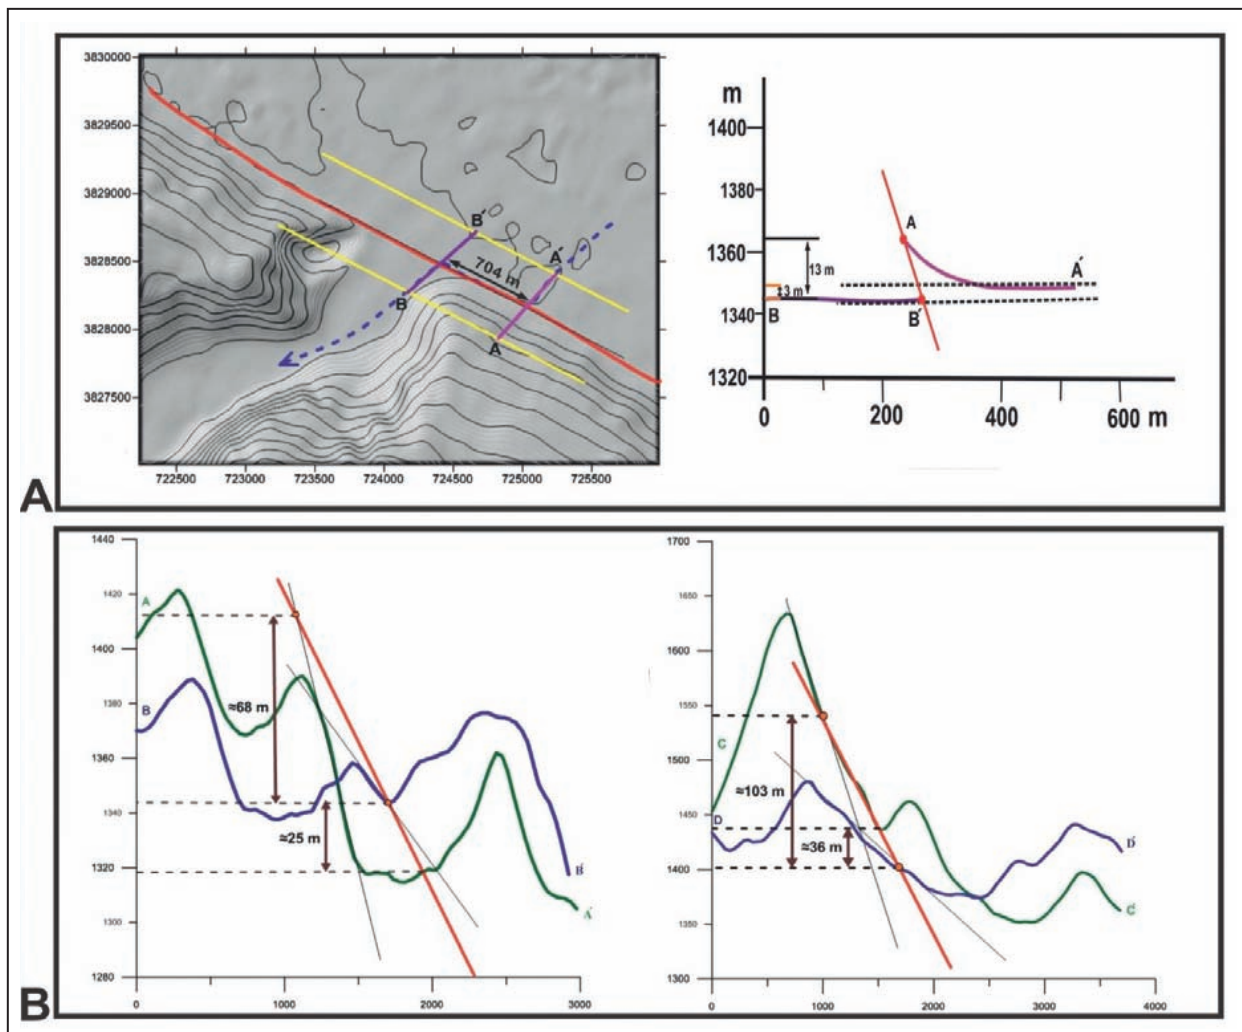 3830000
3829500
3829000
3828500
3828000
3827500
722500 723000 723500 724000 724500 725000 725500
B´
A´
704 m
B
A
m
1400
1380
1360
1340
1320
A
13 m
3 m
A´
B
B´
0 200 400 600 m
A
1440
1420
1400
1380
1360
1340
1320
1300
1280
A
B
≈68 m
≈25 m
B´
A´
0 1000 2000 3000
1700
1650
1600
1550
1500
1450
1400
1350
1300
C
D
≈103 m
≈36 m
D´
C´
0 1000 2000 3000 4000
B